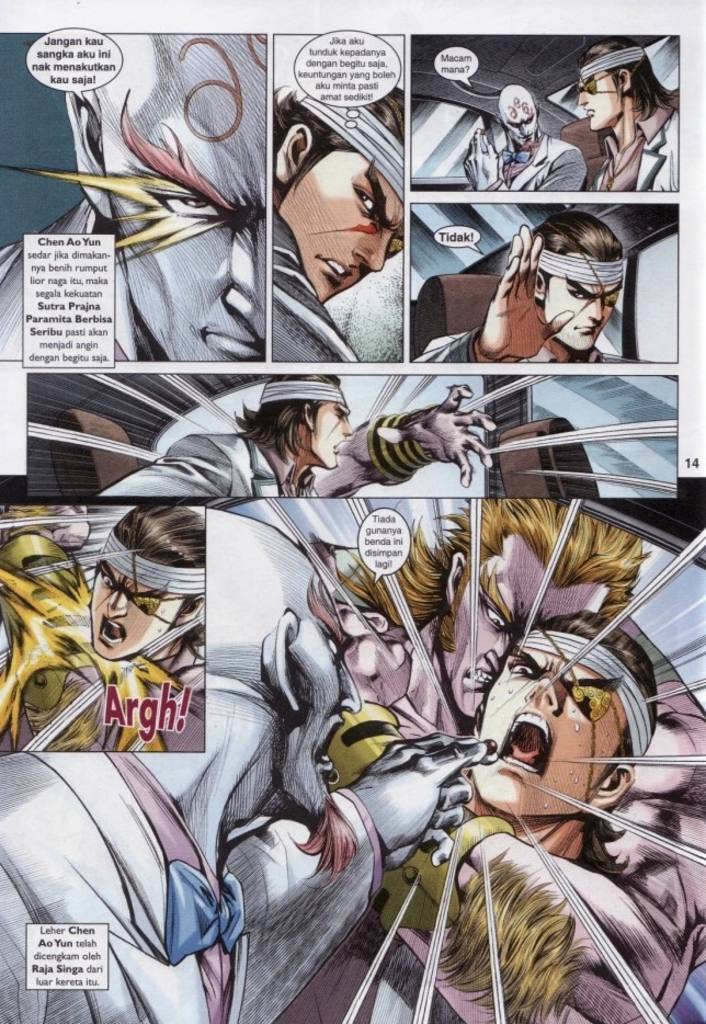 Jangan kau
sangka aku ini
nak menakutkan
kau saja!
Chen Ao Yun
sedar jika dimakan-
nya benih rumput
lior naga itu, maka
segala kekuatan
Sutra Prajna
Paramita Berbisa
Seribu pasti akan
menjadi angin
dengan begitu saja.
Jika aku
tunduk kepadanya
dengan begitu saja,
keuntungan yang boleh
aku minta pasti
amat sedikit!
Macam
mana?
Tidak!
14
Argh!
Tiada
gunanya
benda ini
disimpan
lagi!
Leher Chen
Ao Yun telah
dicengkam oleh
Raja Singa dari
luar kereta itu.